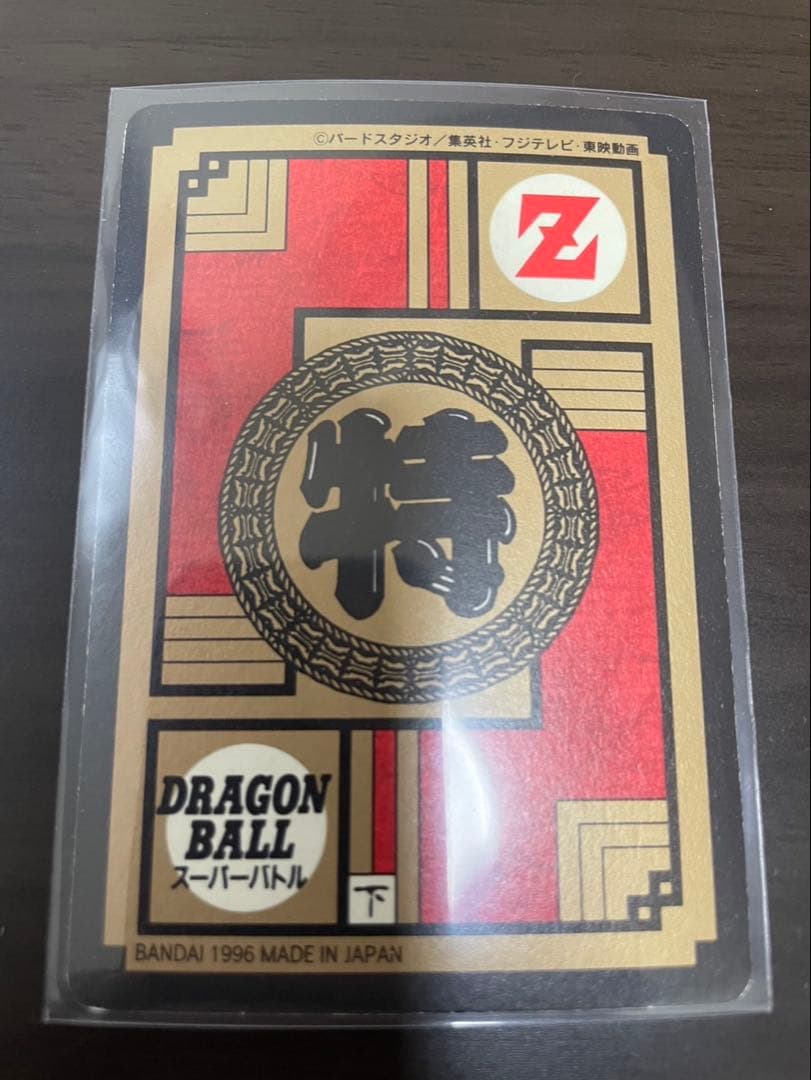 ©バードスタジオ／集英社・フジテレビ・東映動画
Z
特
DRAGON
BALL
スーパーバトル
下
BANDAI 1996 MADE IN JAPAN